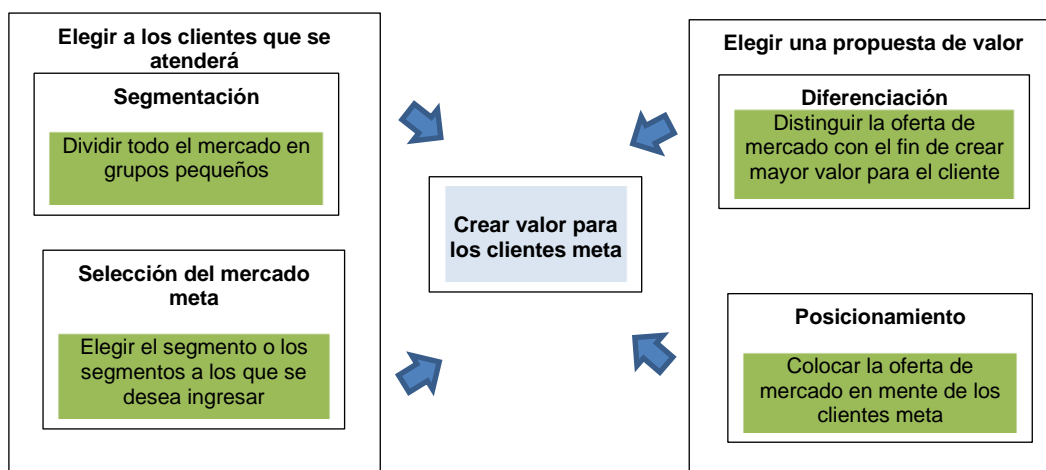 Elegir a los clientes que se
atenderá
Segmentación
Dividir todo el mercado en
grupos pequeños
Selección del mercado
meta
Elegir el segmento o los
segmentos a los que se
desea ingresar
Crear valor para
los clientes meta
Elegir una propuesta de valor
Diferenciación
Distinguir la oferta de
mercado con el fin de crear
mayor valor para el cliente
Posicionamiento
Colocar la oferta de
mercado en mente de los
clientes meta